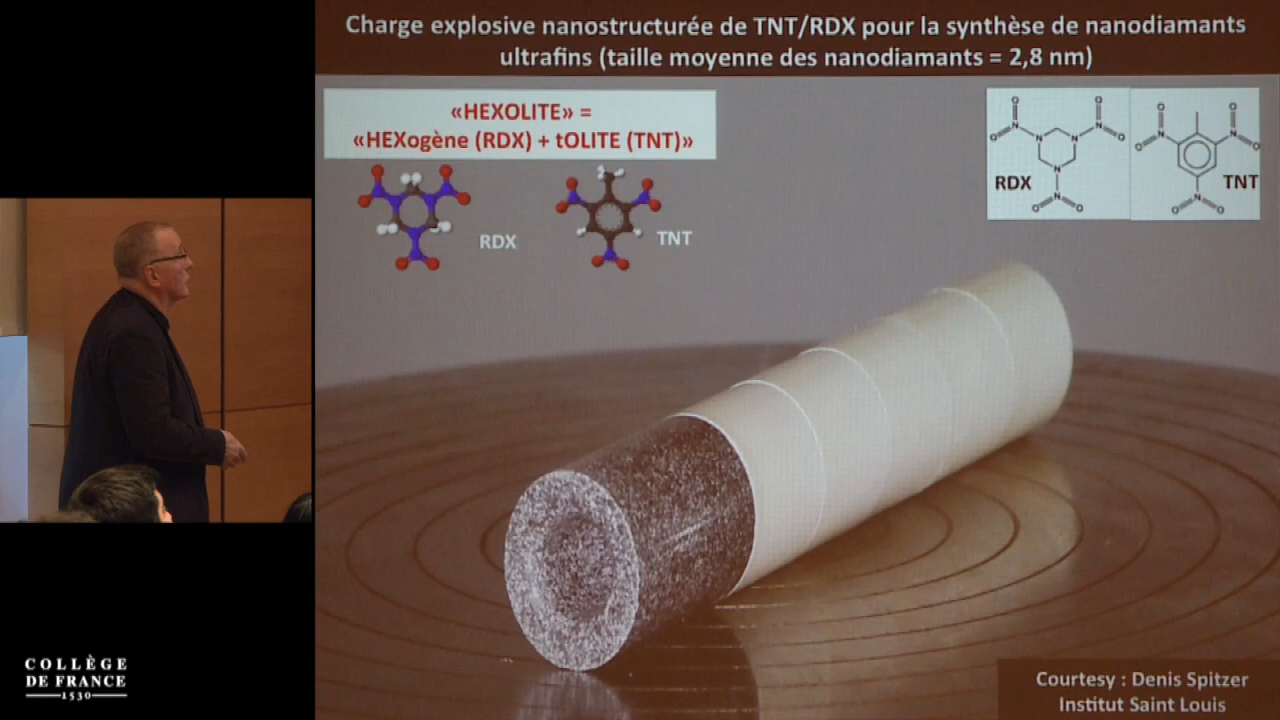 Charge explosive nanostructurée de TNT/RDX pour la synthèse de nanodiamants
ultrafins (taille moyenne des nanodiamants = 2,8 nm)
«HEXOLITE» =
«HEXogène (RDX) + tOLITE (TNT)»
RDX
TNT
RDX
TNT
COLLÈGE
DE FRANCE
1530
Courtesy : Denis Spitzer
Institut Saint Louis